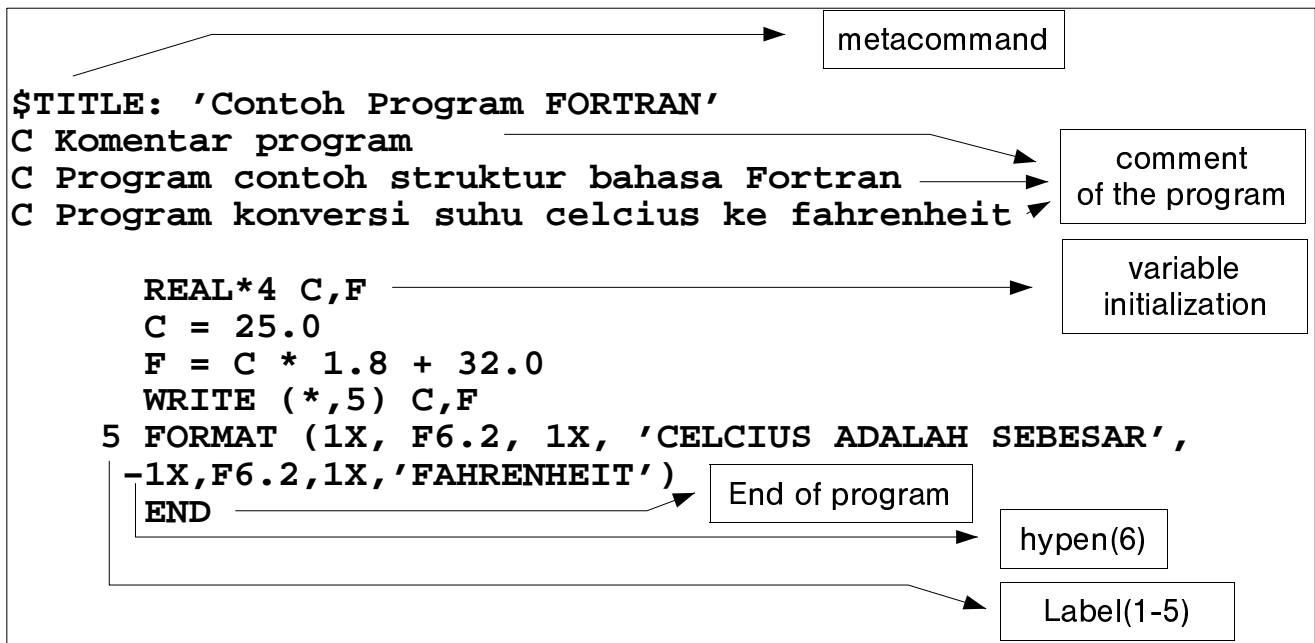 metacommand
$TITLE: 'Contoh Program FORTRAN'
C Komentar program
C Program contoh struktur bahasa Fortran
C Program konversi suhu celcius ke fahrenheit
comment
of the program
REAL*4 C,F
variable
initialization
C = 25.0
F = C * 1.8 + 32.0
WRITE (*,5) C,F
5 FORMAT (1X, F6.2, 1X, 'CELCIUS ADALAH SEBESAR',
-1X,F6.2,1X,'FAHRENHEIT')
END
End of program
hypen(6)
Label(1-5)